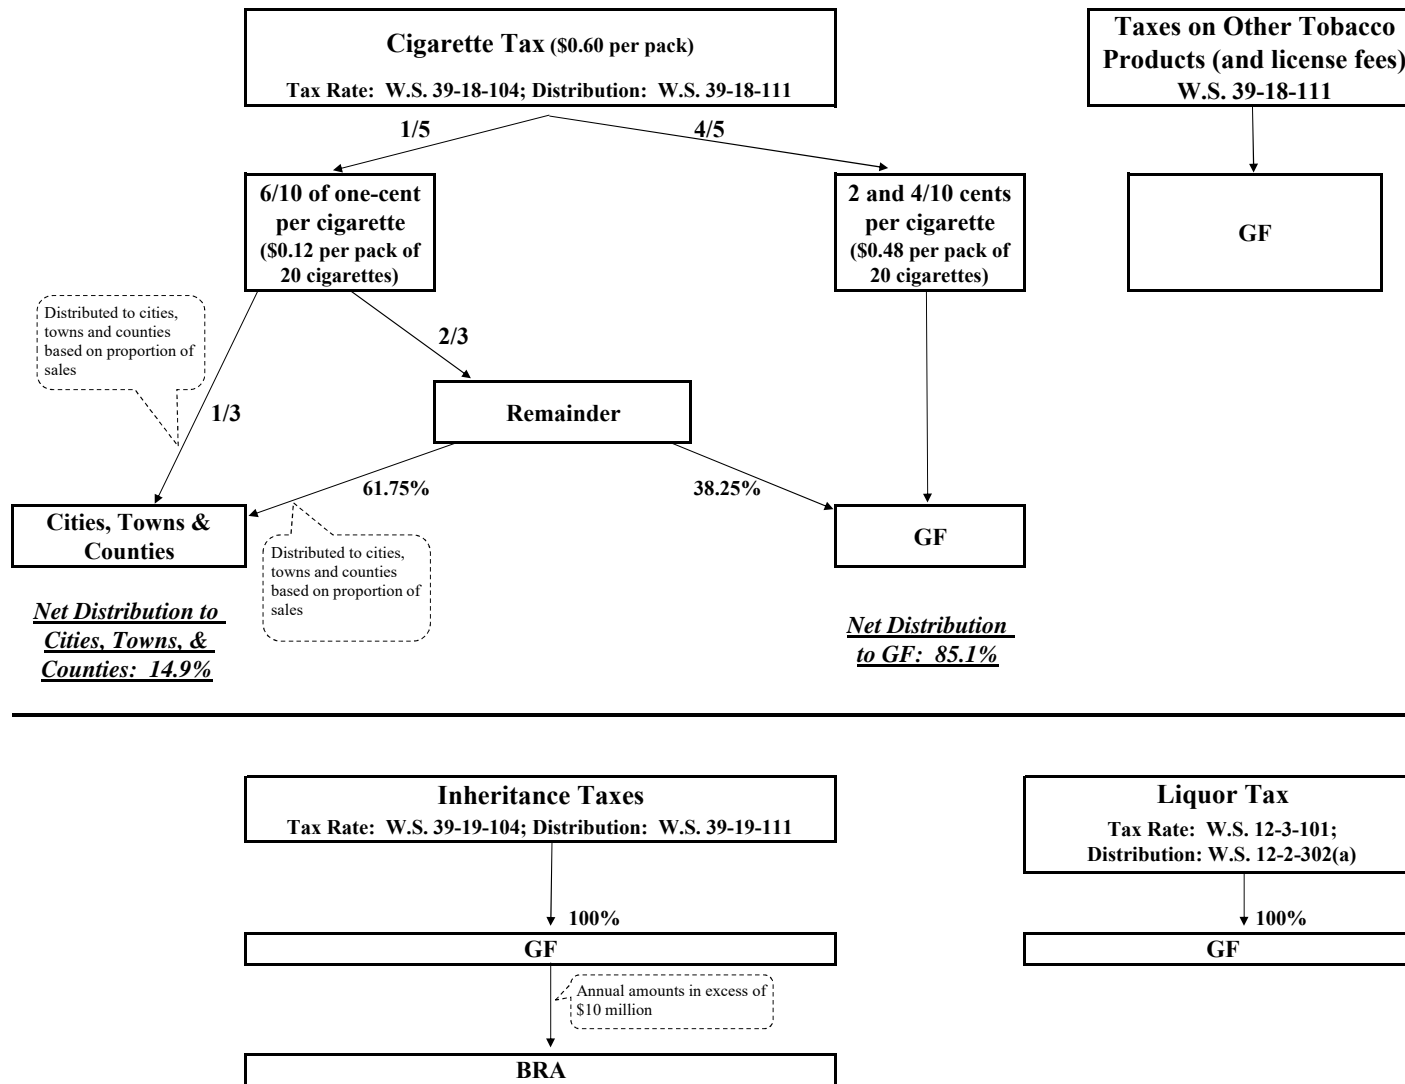 Cigarette Tax ($0.60 per pack)
Tax Rate:  W.S. 39-18-104; Distribution:  W.S. 39-18-111
Taxes on Other Tobacco
Products (and license fees)
W.S. 39-18-111
1/5
4/5
6/10 of one-cent
per cigarette
($0.12 per pack of
20 cigarettes)
2 and 4/10 cents
per cigarette
($0.48 per pack of
20 cigarettes)
GF
Distributed to cities,
towns and counties
based on proportion of
sales
2/3
1/3
Remainder
61.75%
38.25%
Cities, Towns &
Counties
Distributed to cities,
towns and counties
based on proportion of
sales
GF
Net Distribution to
Cities, Towns, &
Counties:  14.9%
Net Distribution
to GF:  85.1%
Inheritance Taxes
Tax Rate:  W.S. 39-19-104; Distribution:  W.S. 39-19-111
Liquor Tax
Tax Rate:  W.S. 12-3-101;
Distribution: W.S. 12-2-302(a)
100%
100%
GF
GF
Annual amounts in excess of
$10 million
BRA